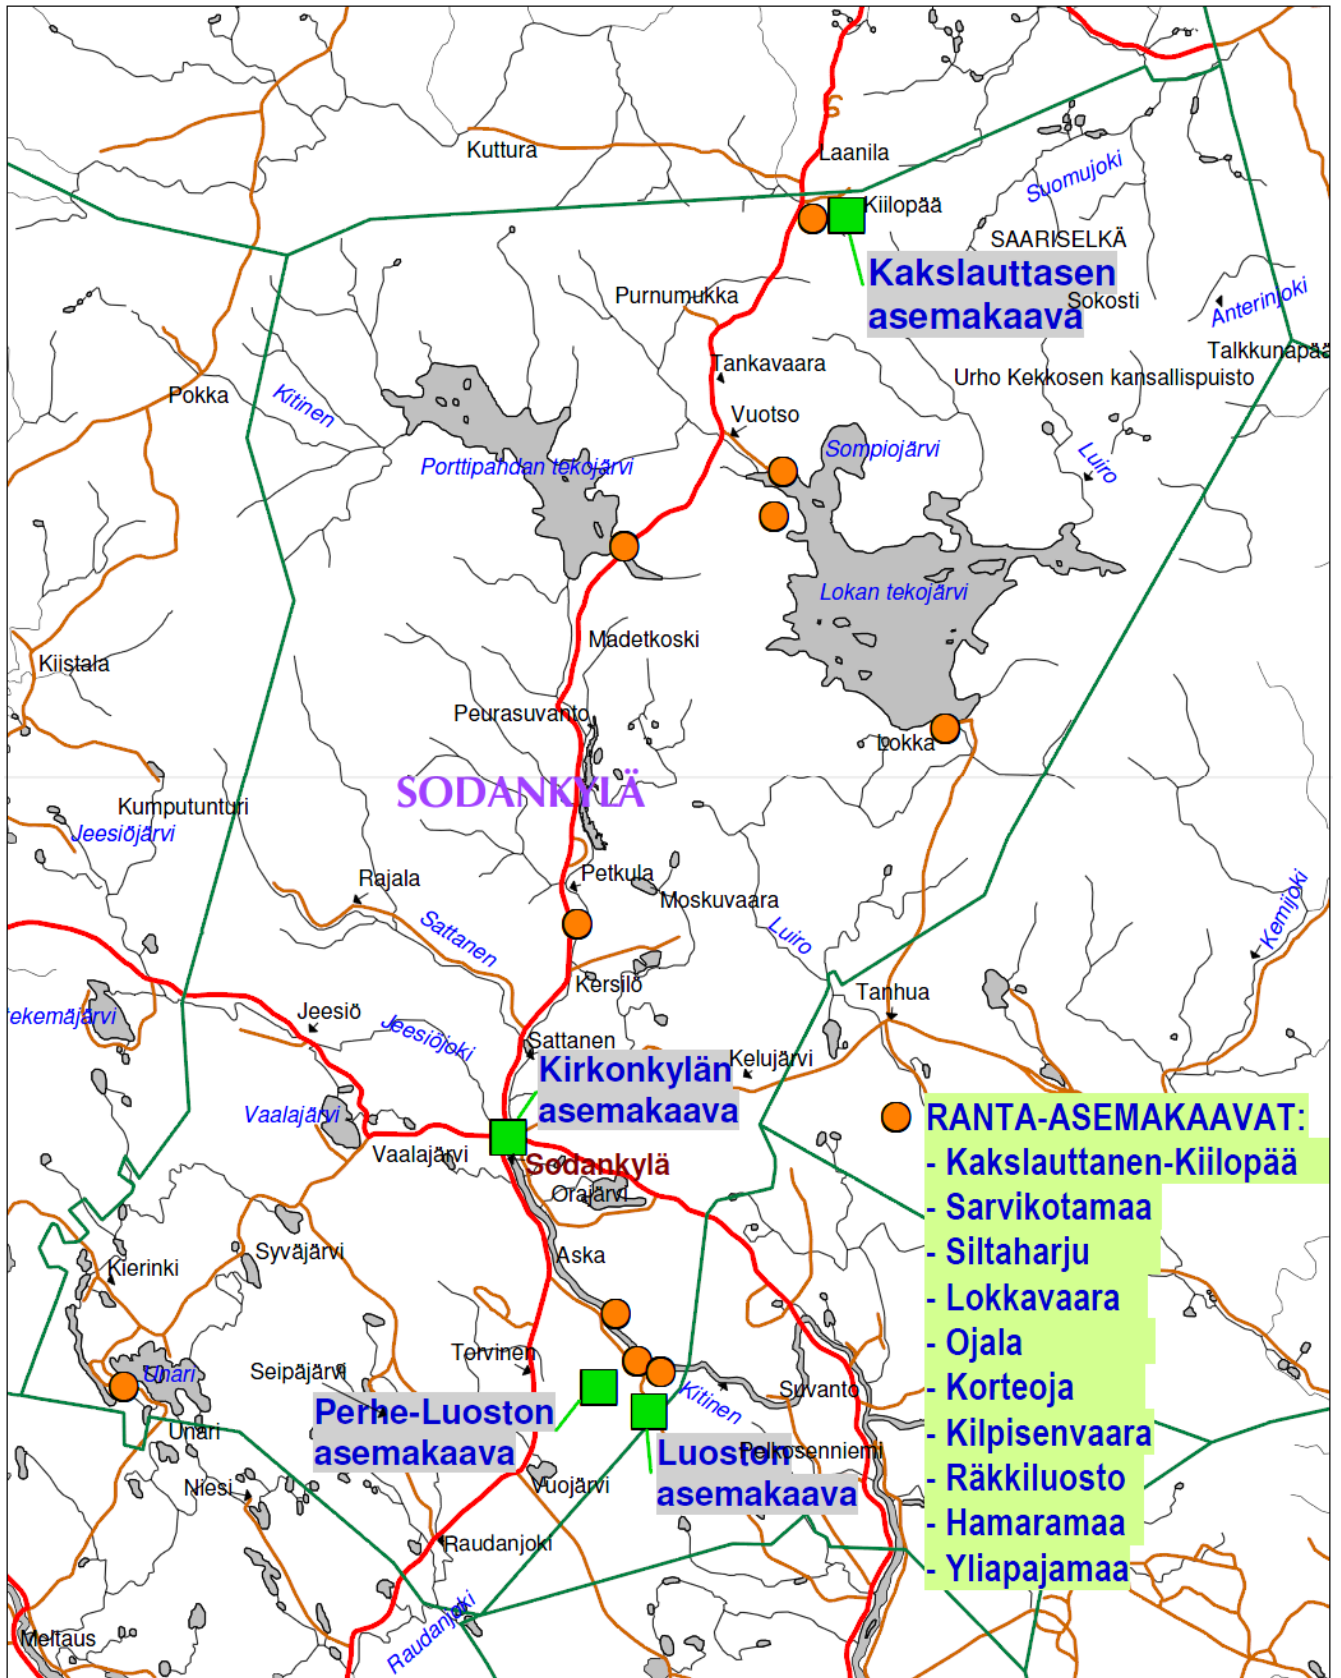 Kuttura
Laanila
Suomujoki
Kiilopää
SAARISELKÄ
Kakslauttasen
asemakaava
Sokosti
Anterinjoki
Purnumukka
Talkkunapää
Tankavaara
Urho Kekkosen kansallispuisto
Pokka
Kitinen
Vuotso
Sompiojärvi
Luiro
Porttipahdan tekojärvi
Lokan tekojärvi
Madetkoski
Kiistala
Peurasuvanto
Lokka
SODANKYLÄ
Kumputunturi
Jeesiöjärvi
Rajala
Petkula
Moskuvaara
Sattanen
Luiro
Kemijoki
Kersilö
Tanhua
tekemäjärvi
Jeesiö
Jeesiöjoki
Sattanen
Kelujärvi
Kirkonkylän
asemakaava
Vaalajärvi
Vaalajärvi
Sodankylä
Orajärvi
RANTA-ASEMAKAAVAT:
- Kakslauttanen-Kiilopää
- Sarvikotamaa
- Siltaharju
- Lokkavaara
- Ojala
- Korteoja
- Kilpisenvaara
- Räkkiluosto
- Hamaramaa
- Yliapajamaa
Syväjärvi
Aska
Kierinki
Torvinen
Seipäjärvi
Unari
Kitinen
Suvanto
Perhe-Luoston
asemakaava
Unari
Pelkosenniemi
Luoston
asemakaava
Niesi
Vuojärvi
Raudanjoki
Raudanjoki
Meltaus